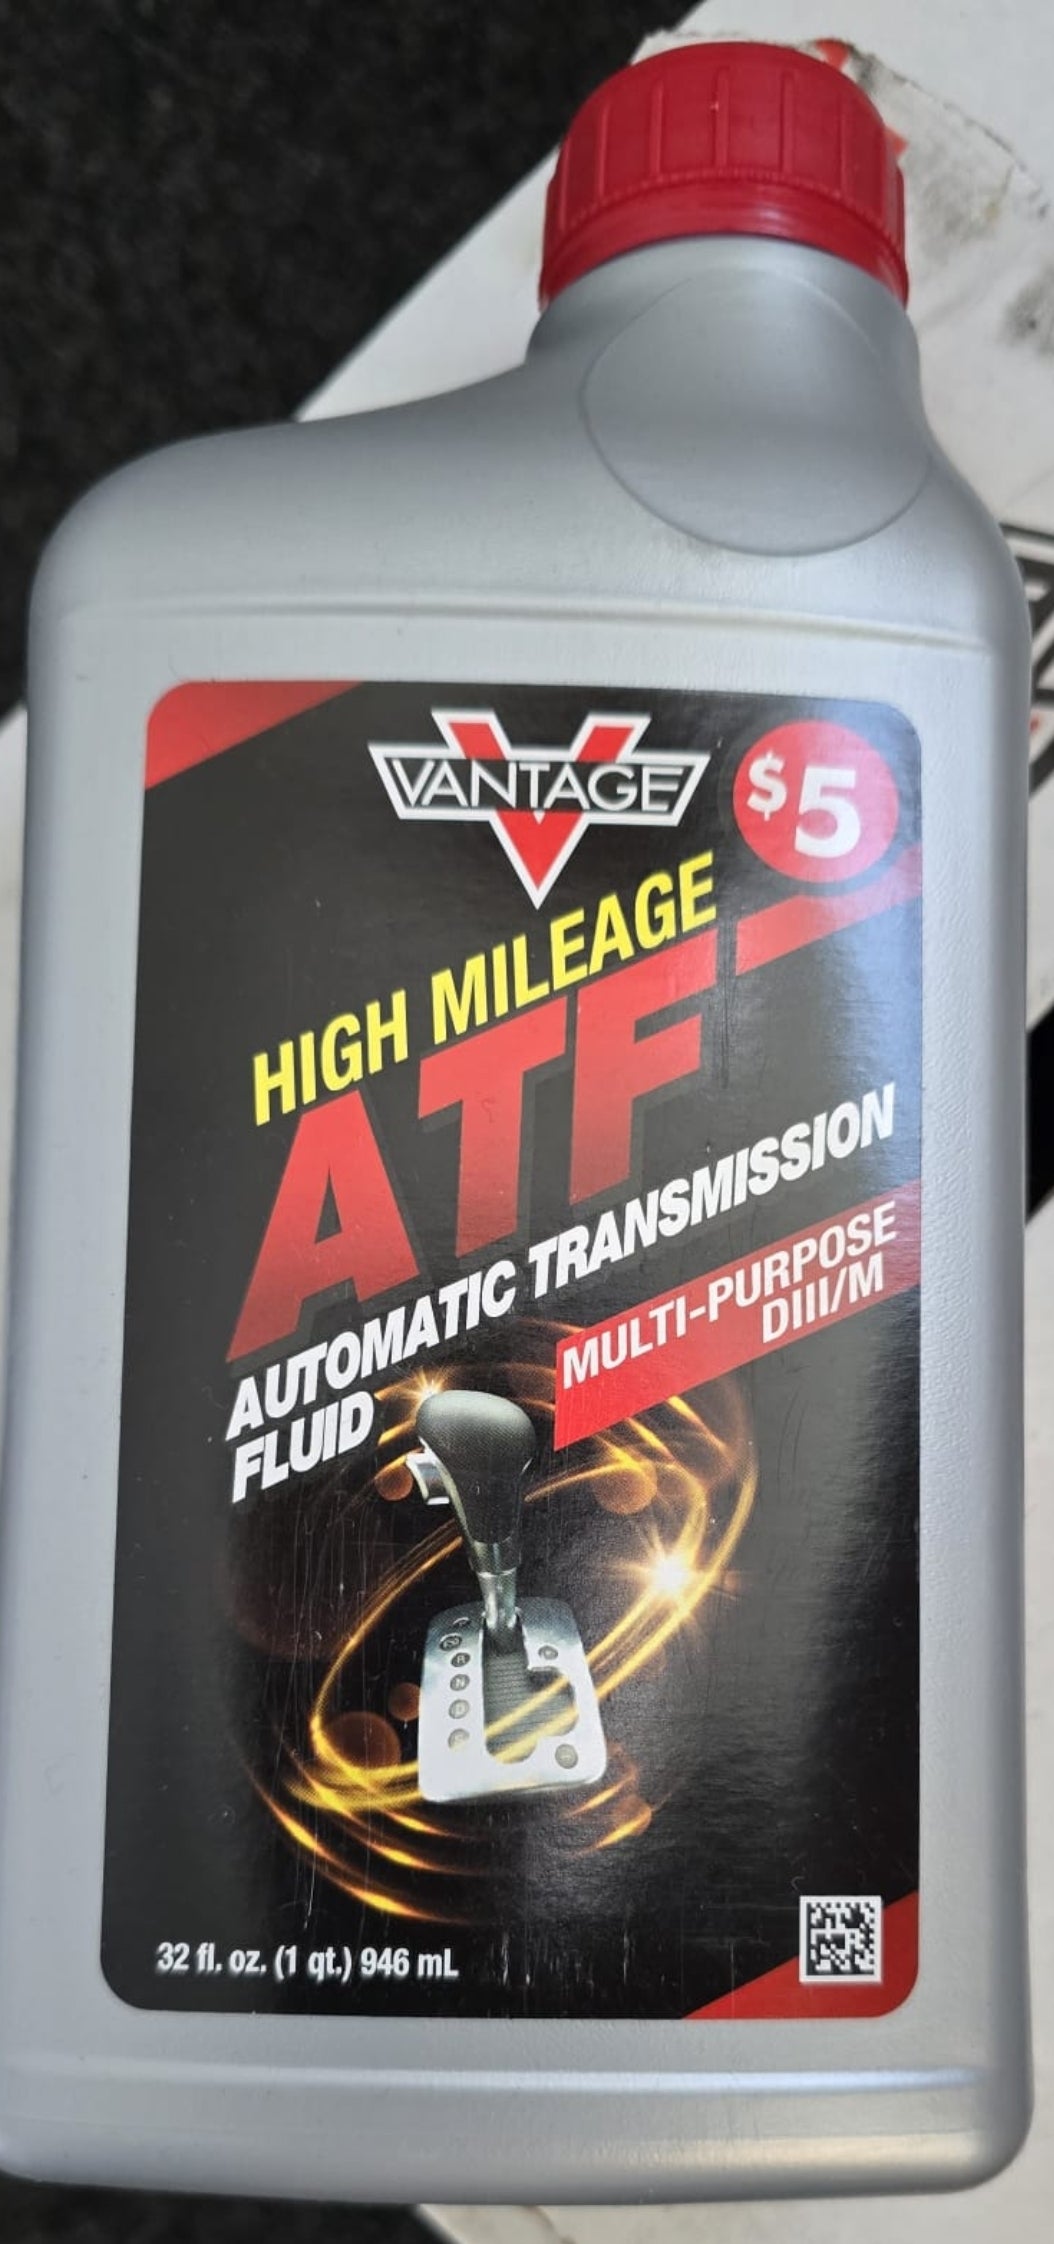 VANTAGE
$5
HIGH MILEAGE
ATF
AUTOMATIC TRANSMISSION
FLUID
MULTI-PURPOSE
DIII/M
R
N
D
32 fl. oz. (1 qt.) 946 mL